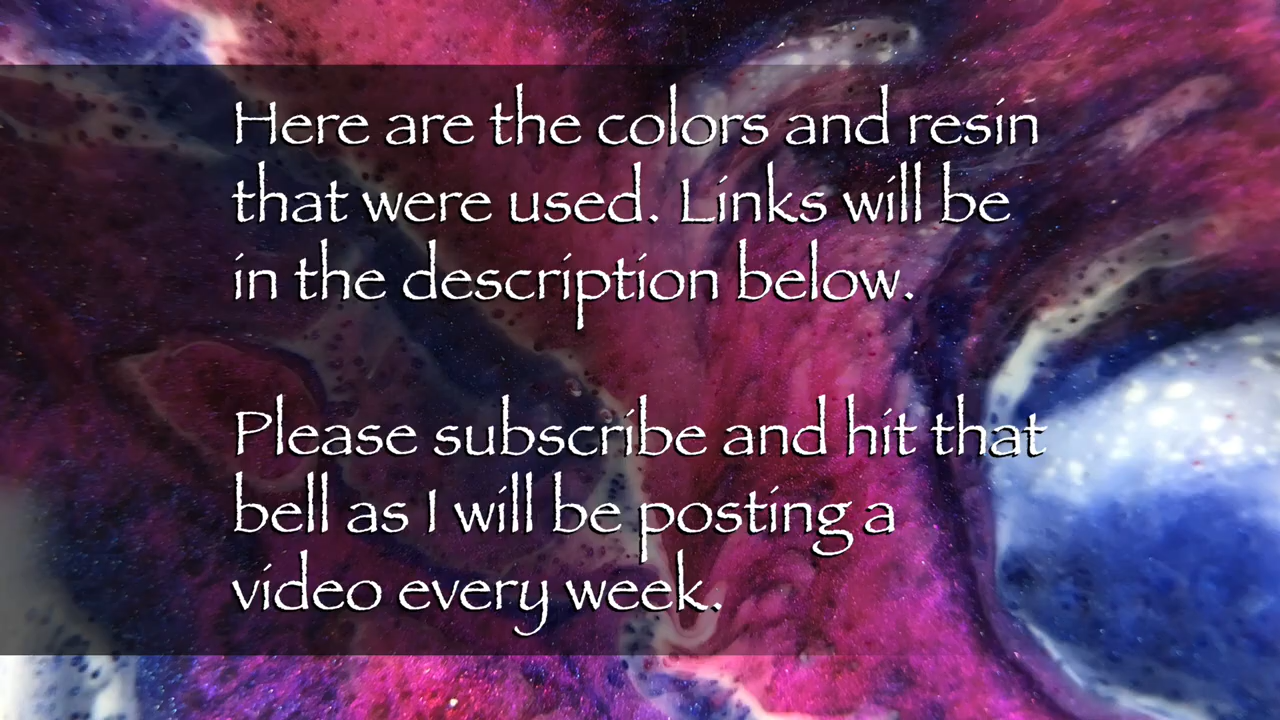 Here are the colors and resin
that were used. Links will be
in the description below.
Please subscribe and hit that
bell as I will be posting a
video every week.